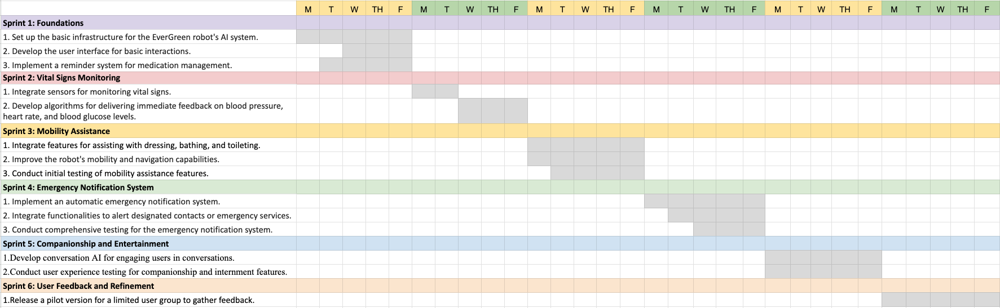 M T W TH F M T W TH F M T W TH F M T W TH F M T W TH F M T W TH F
Sprint 1: Foundations
1. Set up the basic infrastructure for the EverGreen robot's AI system.
2. Develop the user interface for basic interactions.
3. Implement a reminder system for medication management.
Sprint 2: Vital Signs Monitoring
1. Integrate sensors for monitoring vital signs.
2. Develop algorithms for delivering immediate feedback on blood pressure,
heart rate, and blood glucose levels.
Sprint 3: Mobility Assistance
1. Integrate features for assisting with dressing, bathing, and toileting.
2. Improve the robot's mobility and navigation capabilities.
3. Conduct initial testing of mobility assistance features.
Sprint 4: Emergency Notification System
1. Implement an automatic emergency notification system.
2. Integrate functionalities to alert designated contacts or emergency services.
3. Conduct comprehensive testing for the emergency notification system.
Sprint 5: Companionship and Entertainment
1.Develop conversation AI for engaging users in conversations.
2.Conduct user experience testing for companionship and internment features.
Sprint 6: User Feedback and Refinement
1.Release a pilot version for a limited user group to gather feedback.